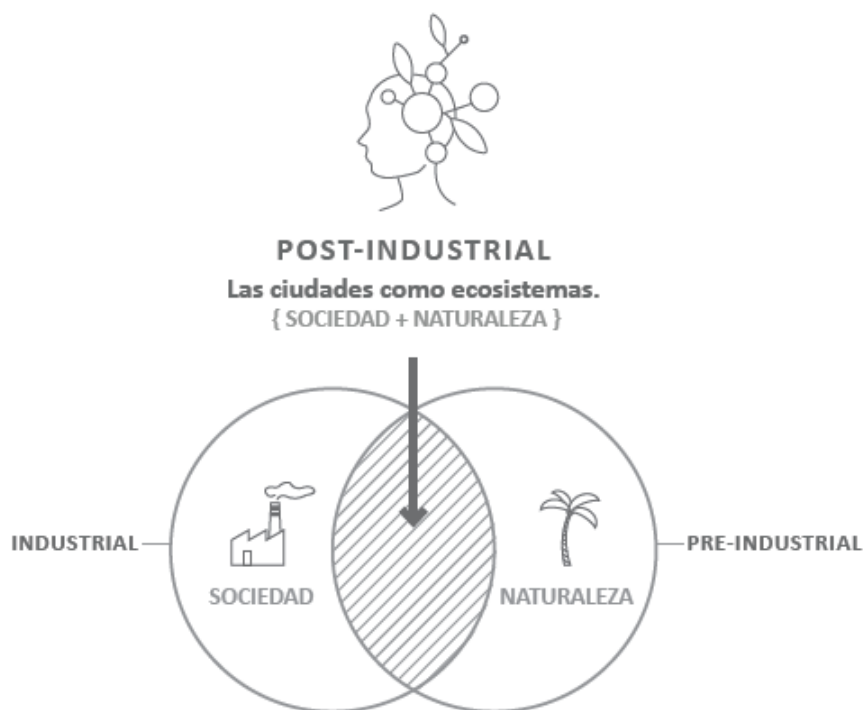 POST-INDUSTRIAL
Las ciudades como ecosistemas.
{ SOCIEDAD + NATURALEZA }
INDUSTRIAL
PRE-INDUSTRIAL
SOCIEDAD
NATURALEZA